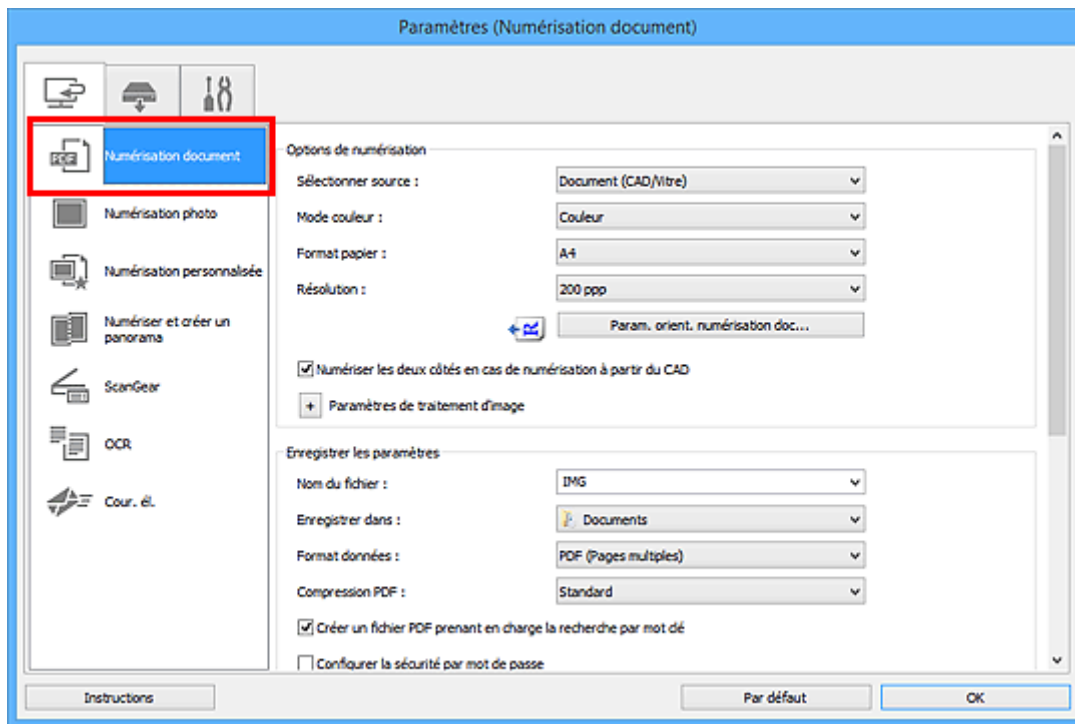 Paramètres (Numérisation document)
PDF
Numérisation document
Numérisation photo
Numérisation personnalisée
Numériser et créer un
panorama
ScanGear
OCR
Cour. él.
Options de numérisation
Sélectionner source : Document (CAD/Vitre)
Mode couleur : Couleur
Format papier : A4
Résolution : 200 ppp
R Param. orient. numérisation doc...
Numériser les deux côtés en cas de numérisation à partir du CAD
+ Paramètres de traitement d'image
Enregistrer les paramètres
Nom du fichier : IMG
Enregistrer dans : Documents
Format données : PDF (Pages multiples)
Compression PDF : Standard
Créer un fichier PDF prenant en charge la recherche par mot clé
Configurer la sécurité par mot de passe
Instructions Par défaut OK